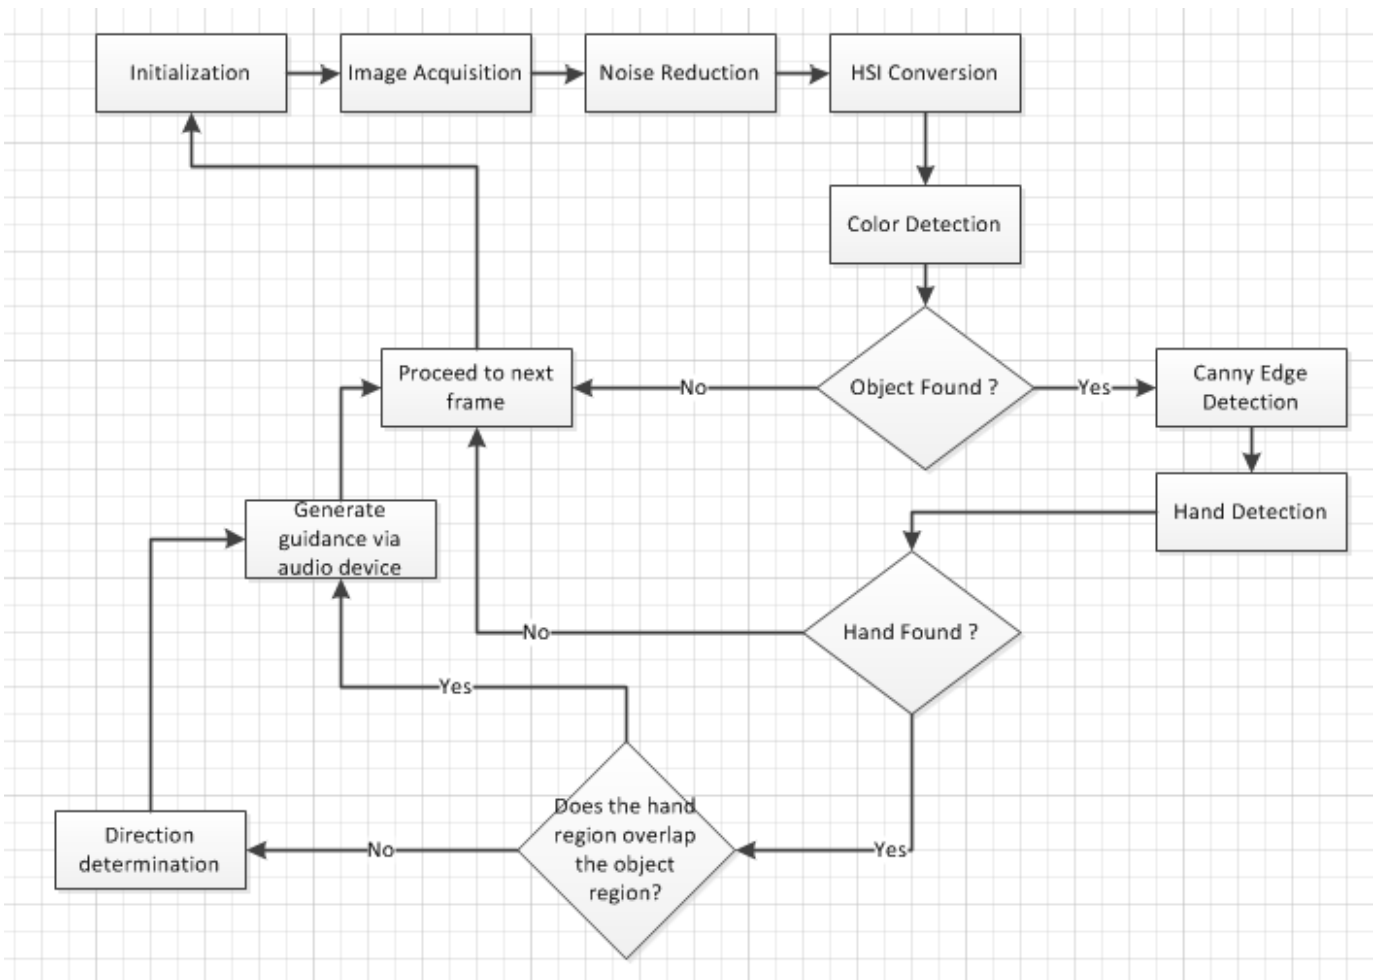 Initialization
Image Acquisition
Noise Reduction
HSI Conversion
Color Detection
Object Found ?
No
Yes
Proceed to next
frame
Canny Edge
Detection
Hand Detection
Generate
guidance via
audio device
Hand Found ?
No
Yes
Yes
Does the hand
region overlap
the object
region?
No
Direction
determination